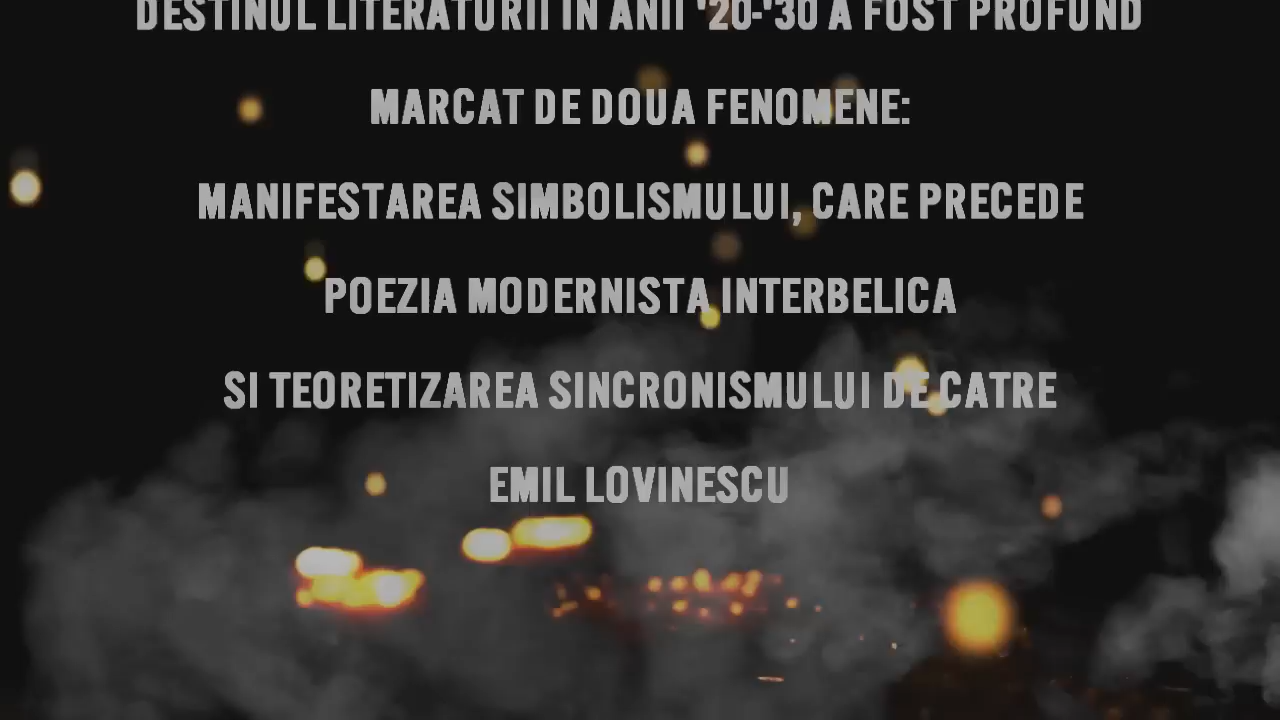 DESTINUL LITERATURII IN ANII '20-'30 A FOST PROFUND
MARCAT DE DOUA FENOMENE:
MANIFESTAREA SIMBOLISMULUI, CARE PRECEDE
POEZIA MODERNISTA INTERBELICA
SI TEORETIZAREA SINCRONISMULUI DE CATRE
EMIL LOVINESCU